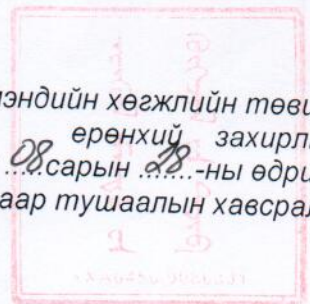 эндийн хөгжлийн төви
ерөнхий захирл
08 сарын 28-ны өдри
аар тушаалын хавсрал